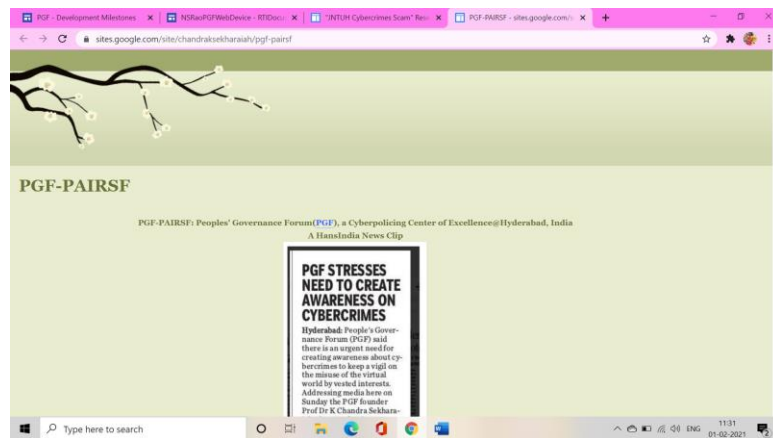 PGF - Development Milestones
NSRaoPGFWebDevice - RTIDocu
"JNTUH Cybercrimes Scam" Res
PGF-PAIRSF - sites.google.com/s
sites.google.com/site/chandraksekharaiah/pgf-pairsf
PGF-PAIRSF
PGF-PAIRSF: Peoples' Governance Forum(PGF), a Cyberpolicing Center of Excellence@Hyderabad, India
A HansIndia News Clip
PGF STRESSES
NEED TO CREATE
AWARENESS ON
CYBERCRIMES
Hyderabad: People's Gover-
nance Forum (PGF) said
there is an urgent need for
creating awareness about cy-
bercrimes to keep a vigil on
the misuse of the virtual
world by vested interests.
Addressing media here on
Sunday the PGF founder
Prof Dr K Chandra Sekhara-
Type here to search
ENG
11:31
01-02-2021